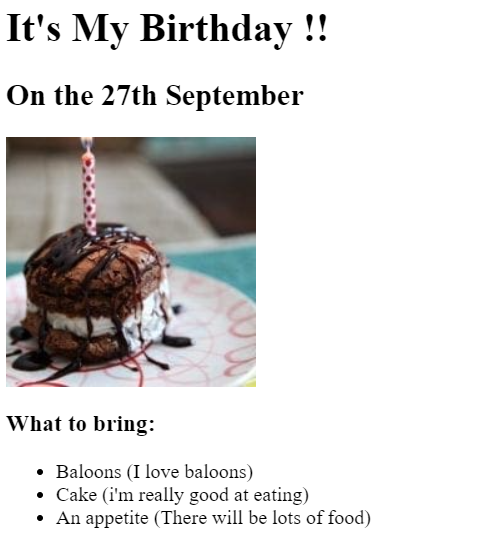 It's My Birthday !!
On the 27th September
What to bring:
Baloons (I love baloons)
Cake (i'm really good at eating)
An appetite (There will be lots of food)